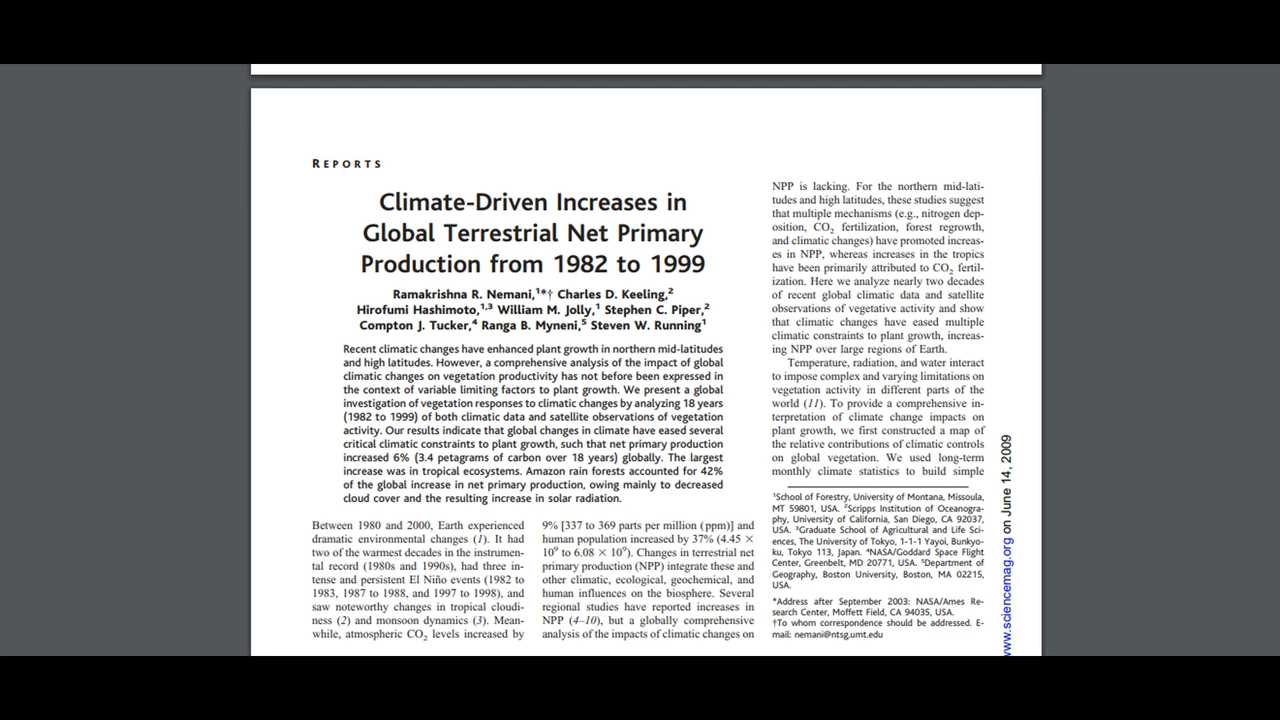 REPORTS
Climate-Driven Increases in
Global Terrestrial Net Primary
Production from 1982 to 1999
Ramakrishna R. Nemani,1*† Charles D. Keeling,2
Hirofumi Hashimoto,1,3 William M. Jolly,1 Stephen C. Piper,2
Compton J. Tucker,4 Ranga B. Myneni,5 Steven W. Running1
Recent climatic changes have enhanced plant growth in northern mid-latitudes
and high latitudes. However, a comprehensive analysis of the impact of global
climatic changes on vegetation productivity has not before been expressed in
the context of variable limiting factors to plant growth. We present a global
investigation of vegetation responses to climatic changes by analyzing 18 years
(1982 to 1999) of both climatic data and satellite observations of vegetation
activity. Our results indicate that global changes in climate have eased several
critical climatic constraints to plant growth, such that net primary production
increased 6% (3.4 petagrams of carbon over 18 years) globally. The largest
increase was in tropical ecosystems. Amazon rain forests accounted for 42%
of the global increase in net primary production, owing mainly to decreased
cloud cover and the resulting increase in solar radiation.
Between 1980 and 2000, Earth experienced
dramatic environmental changes (1). It had
two of the warmest decades in the instrumen-
tal record (1980s and 1990s), had three in-
tense and persistent El Niño events (1982 to
1983, 1987 to 1988, and 1997 to 1998), and
saw noteworthy changes in tropical cloudi-
ness (2) and monsoon dynamics (3). Mean-
while, atmospheric CO2 levels increased by
9% [337 to 369 parts per million (ppm)] and
human population increased by 37% (4.45 ×
109 to 6.08 × 109). Changes in terrestrial net
primary production (NPP) integrate these and
other climatic, ecological, geochemical, and
human influences on the biosphere. Several
regional studies have reported increases in
NPP (4–10), but a globally comprehensive
analysis of the impacts of climatic changes on
NPP is lacking. For the northern mid-lati-
tudes and high latitudes, these studies suggest
that multiple mechanisms (e.g., nitrogen dep-
osition, CO2 fertilization, forest regrowth,
and climatic changes) have promoted increas-
es in NPP, whereas increases in the tropics
have been primarily attributed to CO2 fertil-
ization. Here we analyze nearly two decades
of recent global climatic data and satellite
observations of vegetative activity and show
that climatic changes have eased multiple
climatic constraints to plant growth, increas-
ing NPP over large regions of Earth.
Temperature, radiation, and water interact
to impose complex and varying limitations on
vegetation activity in different parts of the
world (11). To provide a comprehensive in-
terpretation of climate change impacts on
plant growth, we first constructed a map of
the relative contributions of climatic controls
on global vegetation. We used long-term
monthly climate statistics to build simple
1School of Forestry, University of Montana, Missoula,
MT 59801, USA. 2Scripps Institution of Oceanogra-
phy, University of California, San Diego, CA 92037,
USA. 3Graduate School of Agricultural and Life Sci-
ences, The University of Tokyo, 1-1-1 Yayoi, Bunkyo-
ku, Tokyo 113, Japan. 4NASA/Goddard Space Flight
Center, Greenbelt, MD 20771, USA. 5Department of
Geography, Boston University, Boston, MA 02215,
USA.
*Address after September 2003: NASA/Ames Re-
search Center, Moffett Field, CA 94035, USA.
†To whom correspondence should be addressed. E-
mail: nemani@ntsg.umt.edu
www.sciencemag.org on June 14, 2009